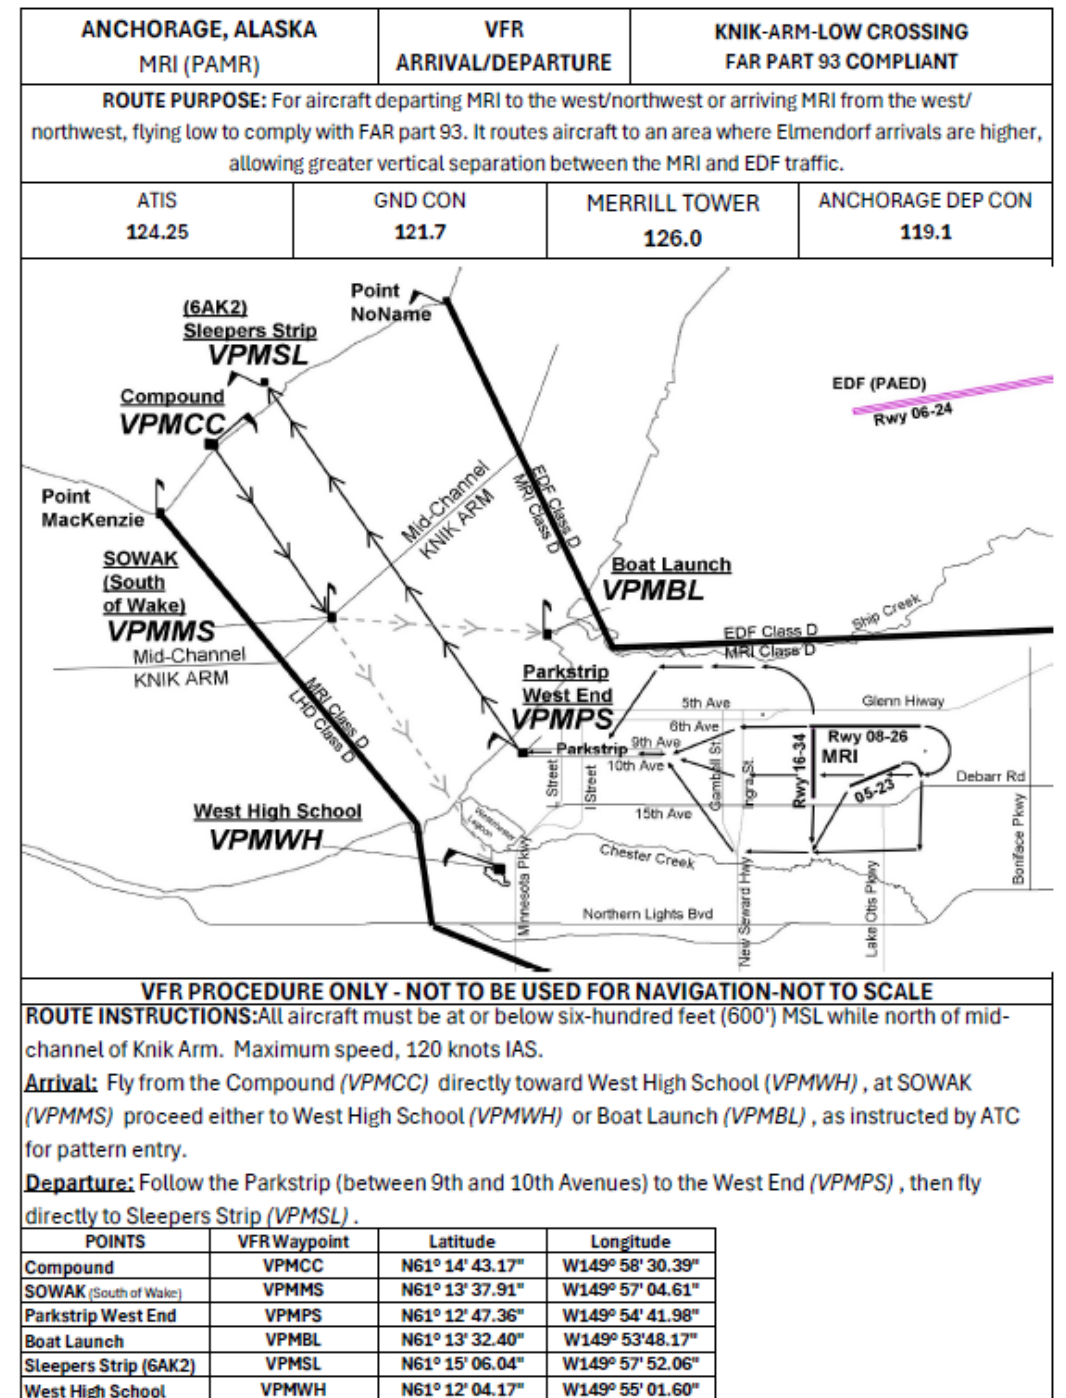 ANCHORAGE, ALASKA
MRI (PAMR)
VFR
ARRIVAL/DEPARTURE
KNIK-ARM-LOW CROSSING
FAR PART 93 COMPLIANT
ROUTE PURPOSE: For aircraft departing MRI to the west/northwest or arriving MRI from the west/
northwest, flying low to comply with FAR part 93. It routes aircraft to an area where Elmendorf arrivals are higher,
allowing greater vertical separation between the MRI and EDF traffic.
ATIS
124.25
GND CON
121.7
MERRILL TOWER
126.0
ANCHORAGE DEP CON
119.1
Point
NoName
(6AK2)
Sleepers Strip
VPMSL
Compound
VPMCC
EDF (PAED)
Rwy 06-24
Point
MacKenzie
Mid-Channel
KNIK ARM
EDF Class D
MRI Class D
SOWAK
(South
of Wake)
VPMMS
Boat Launch
VPMBL
Ship Creek
EDF Class D
MRI Class D
Mid-Channel
KNIK ARM
MRI Class D
LHD Class D
Parkstrip
West End
VPMPS
5th Ave
Glenn Hiway
6th Ave
Rwy 08-26
MRI
Parkstrip
9th Ave
10th Ave
L Street
I Street
Gambell St
Ingra St.
Rwy 16-34
05-23
Debarr Rd
Boniface Pkwy
15th Ave
West High School
VPMWH
Westchester
Lagoon
Chester Creek
Minnesota Pkwy
New Seward Hwy
Lake Otis Pkwy
Northern Lights Bvd
VFR PROCEDURE ONLY - NOT TO BE USED FOR NAVIGATION-NOT TO SCALE
ROUTE INSTRUCTIONS:All aircraft must be at or below six-hundred feet (600') MSL while north of mid-
channel of Knik Arm. Maximum speed, 120 knots IAS.
Arrival: Fly from the Compound (VPMCC) directly toward West High School (VPMWH) , at SOWAK
(VPMMS) proceed either to West High School (VPMWH) or Boat Launch (VPMBL) , as instructed by ATC
for pattern entry.
Departure: Follow the Parkstrip (between 9th and 10th Avenues) to the West End (VPMPS) , then fly
directly to Sleepers Strip (VPMSL) .
POINTS VFR Waypoint Latitude Longitude
Compound VPMCC N61º 14' 43.17" W149º 58' 30.39"
SOWAK (South of Wake) VPMMS N61º 13' 37.91" W149º 57' 04.61"
Parkstrip West End VPMPS N61º 12' 47.36" W149º 54' 41.98"
Boat Launch VPMBL N61º 13' 32.40" W149º 53'48.17"
Sleepers Strip (6AK2) VPMSL N61º 15' 06.04" W149º 57' 52.06"
West High School VPMWH N61º 12' 04.17" W149º 55' 01.60"